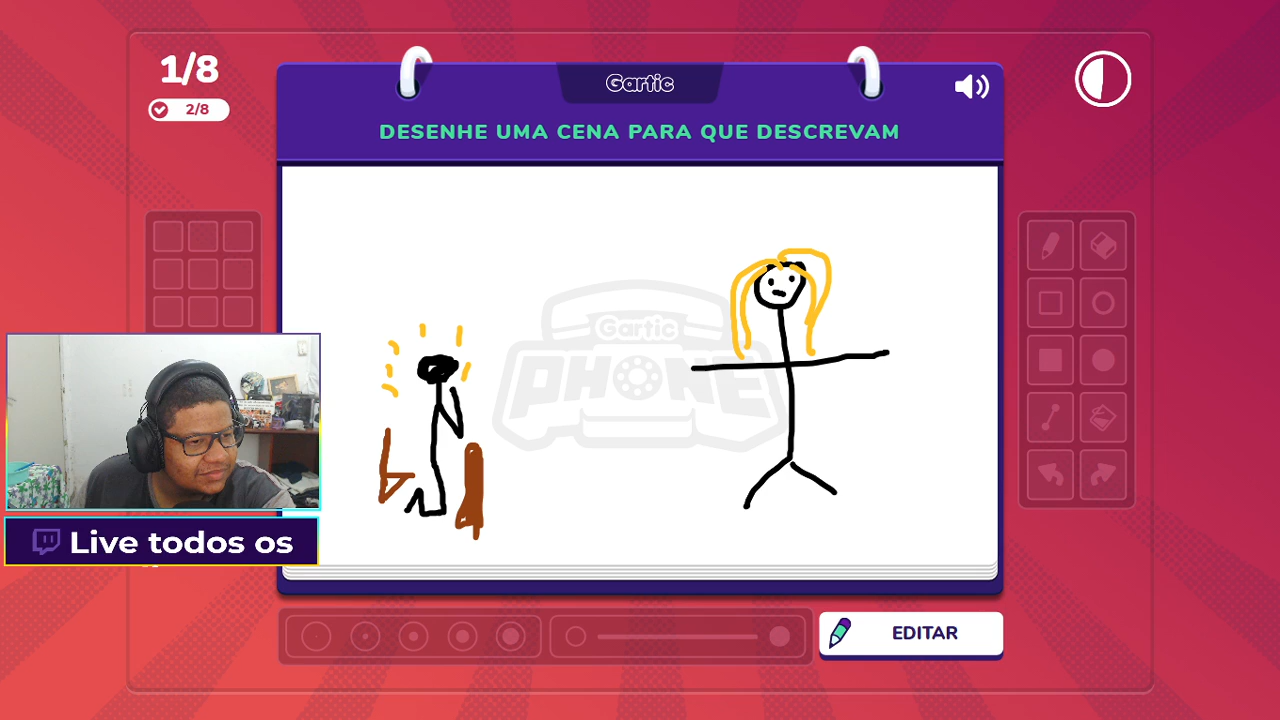 1/8
2/8
Gartic
DESENHE UMA CENA PARA QUE DESCREVAM
Gartic
PHONE
Live todos os
EDITAR